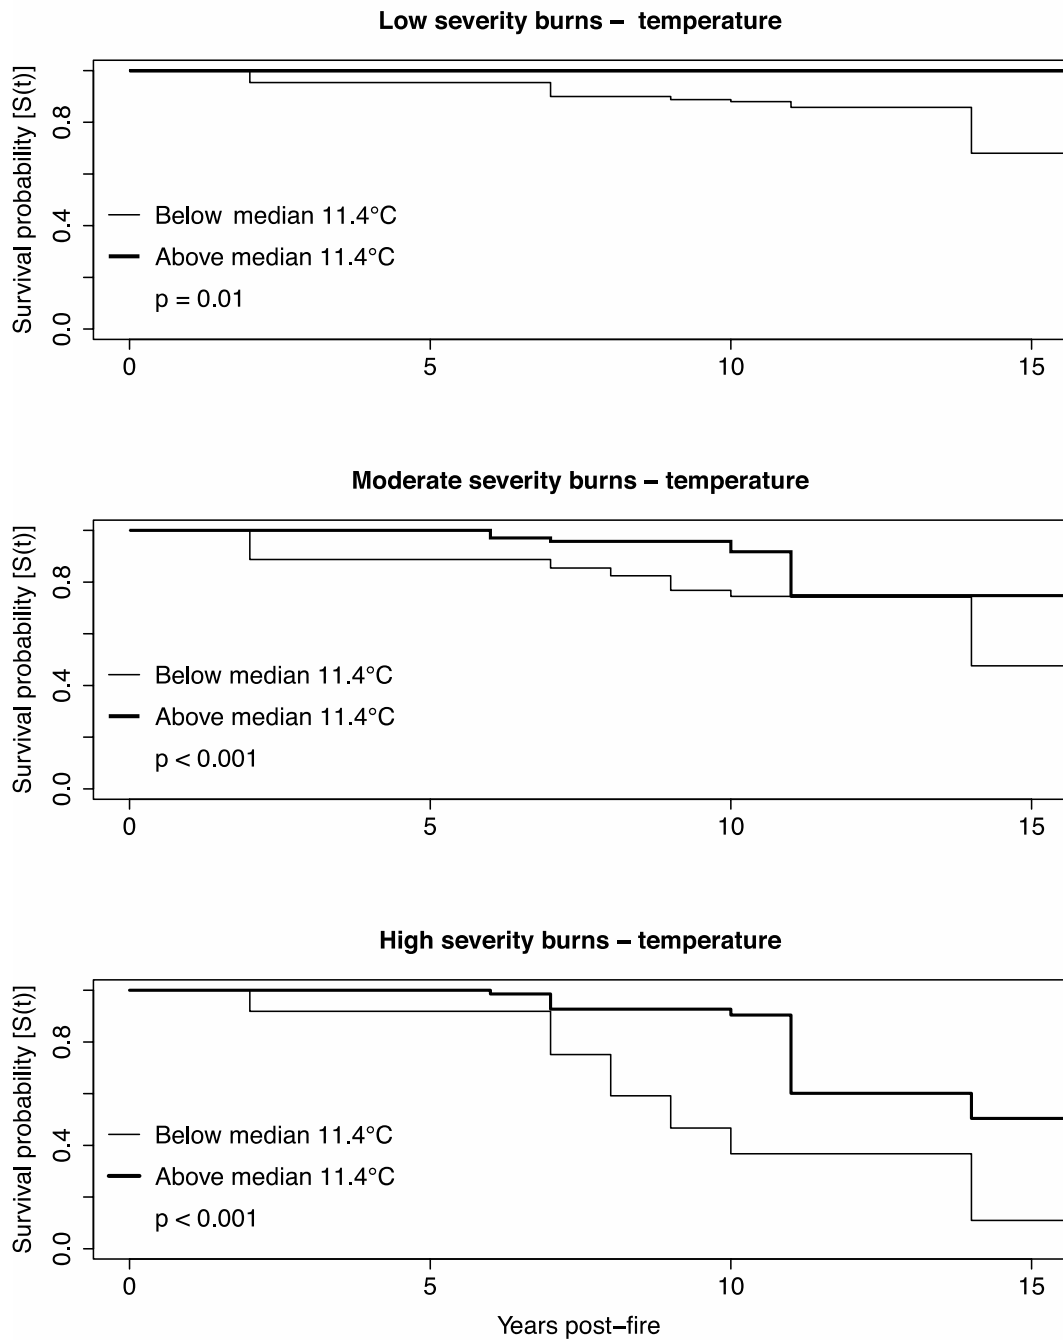 Low severity burns – temperature
Survival probability [S(t)]
0.8
0.4
0.0
Below median 11.4°C
Above median 11.4°C
p = 0.01
0 5 10 15
Moderate severity burns – temperature
Survival probability [S(t)]
0.8
0.4
0.0
Below median 11.4°C
Above median 11.4°C
p < 0.001
0 5 10 15
High severity burns – temperature
Survival probability [S(t)]
0.8
0.4
0.0
Below median 11.4°C
Above median 11.4°C
p < 0.001
0 5 10 15
Years post–fire